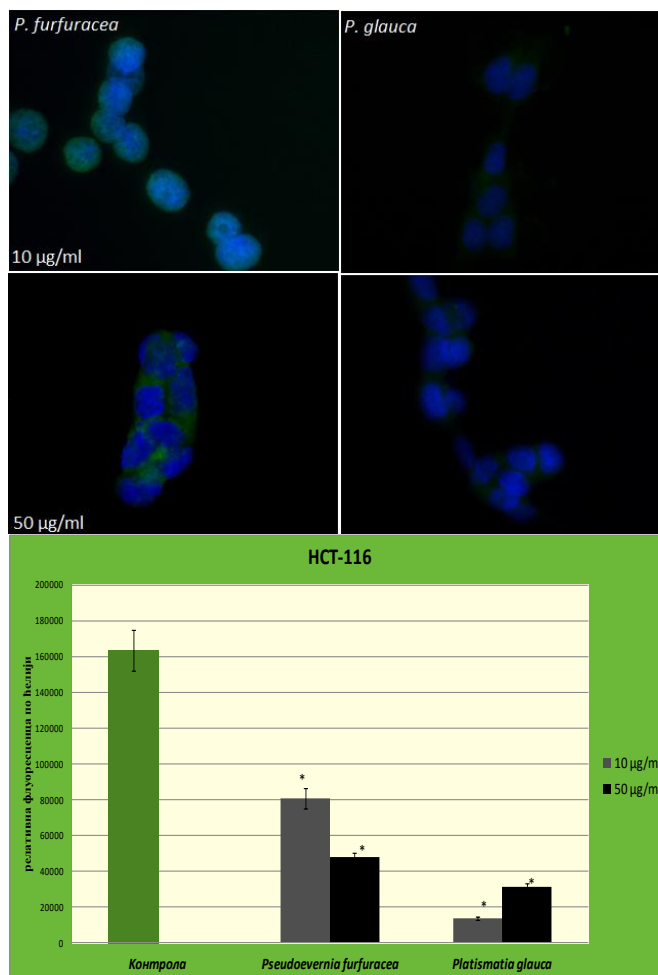 P. furfuracea
P. glauca
10 µg/ml
50 µg/ml
HCT-116
релативна флуоресценца по ћелији
200000
180000
160000
140000
120000
100000
80000
60000
40000
20000
0
*
*
*
*
10 µg/m
50 µg/m
Контрола
Pseudoevernia furfuracea
Platismatia glauca